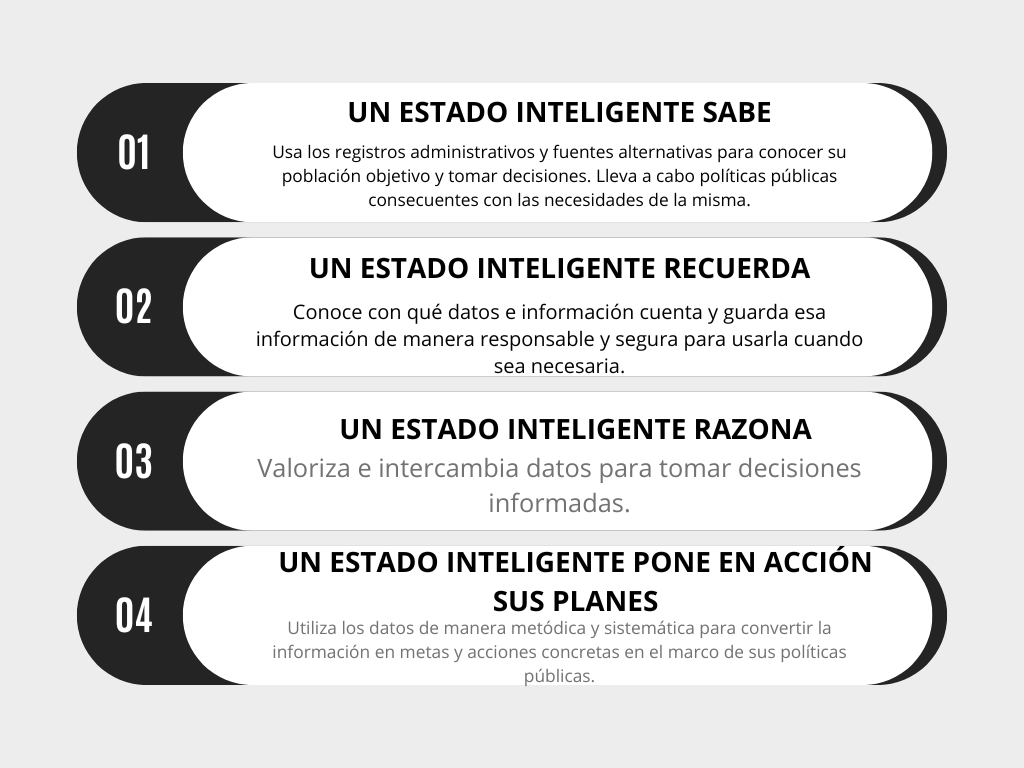 01
UN ESTADO INTELIGENTE SABE
Usa los registros administrativos y fuentes alternativas para conocer su
población objetivo y tomar decisiones. Lleva a cabo políticas públicas
consecuentes con las necesidades de la misma.
02
UN ESTADO INTELIGENTE RECUERDA
Conoce con qué datos e información cuenta y guarda esa
información de manera responsable y segura para usarla cuando
sea necesaria.
03
UN ESTADO INTELIGENTE RAZONA
Valoriza e intercambia datos para tomar decisiones
informadas.
04
UN ESTADO INTELIGENTE PONE EN ACCIÓN
SUS PLANES
Utiliza los datos de manera metódica y sistemática para convertir la
información en metas y acciones concretas en el marco de sus políticas
públicas.